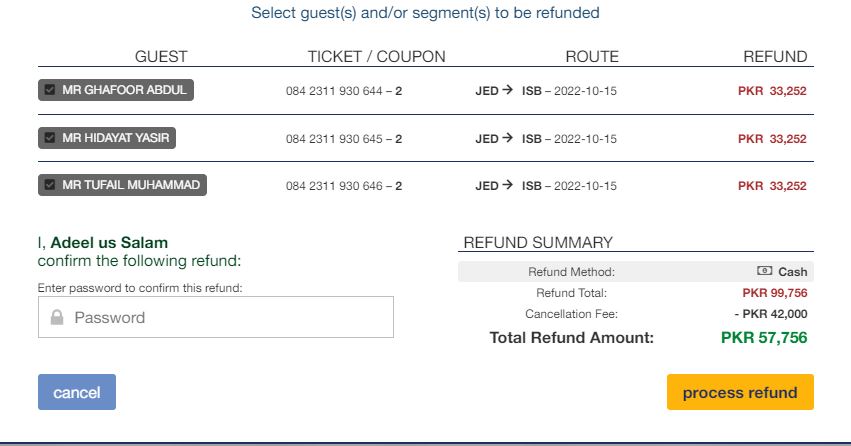 Select guest(s) and/or segment(s) to be refunded
GUEST TICKET / COUPON ROUTE REFUND
MR GHAFOOR ABDUL 084 2311 930 644 – 2 JED → ISB – 2022-10-15 PKR 33,252
MR HIDAYAT YASIR 084 2311 930 645 – 2 JED → ISB – 2022-10-15 PKR 33,252
MR TUFAIL MUHAMMAD 084 2311 930 646 – 2 JED → ISB – 2022-10-15 PKR 33,252
I, Adeel us Salam
confirm the following refund:
Enter password to confirm this refund:
Password
cancel
REFUND SUMMARY
Refund Method: Cash
Refund Total: PKR 99,756
Cancellation Fee: - PKR 42,000
Total Refund Amount: PKR 57,756
process refund